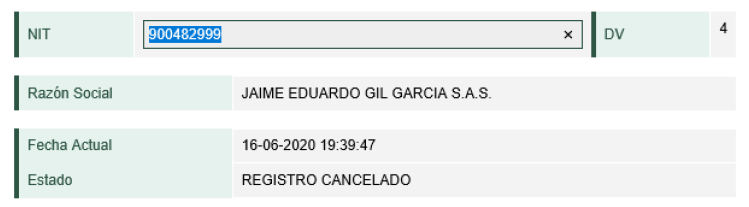 NIT 900482999 × DV 4
Razón Social JAIME EDUARDO GIL GARCIA S.A.S.
Fecha Actual 16-06-2020 19:39:47
Estado REGISTRO CANCELADO